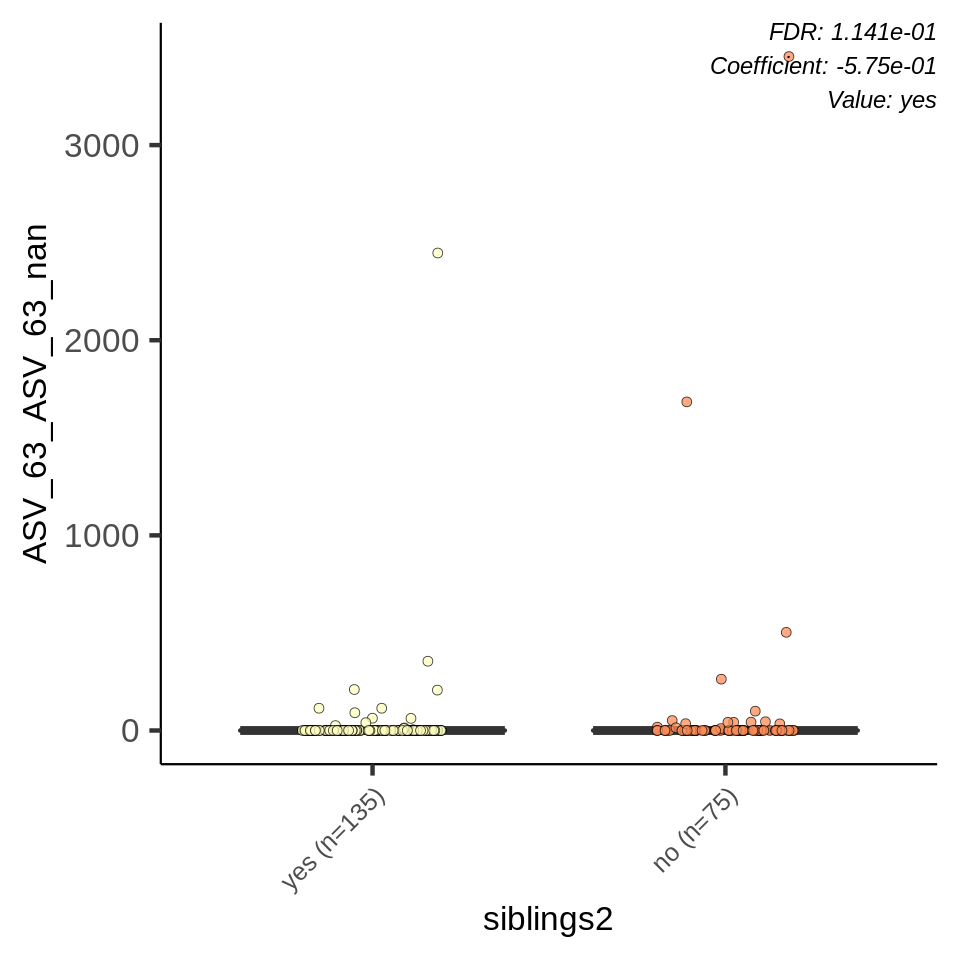 FDR: 1.141e-01
Coefficient: -5.75e-01
Value: yes
3000
2000
1000
0
ASV_63_ASV_63_nan
yes (n=135)
no (n=75)
siblings2